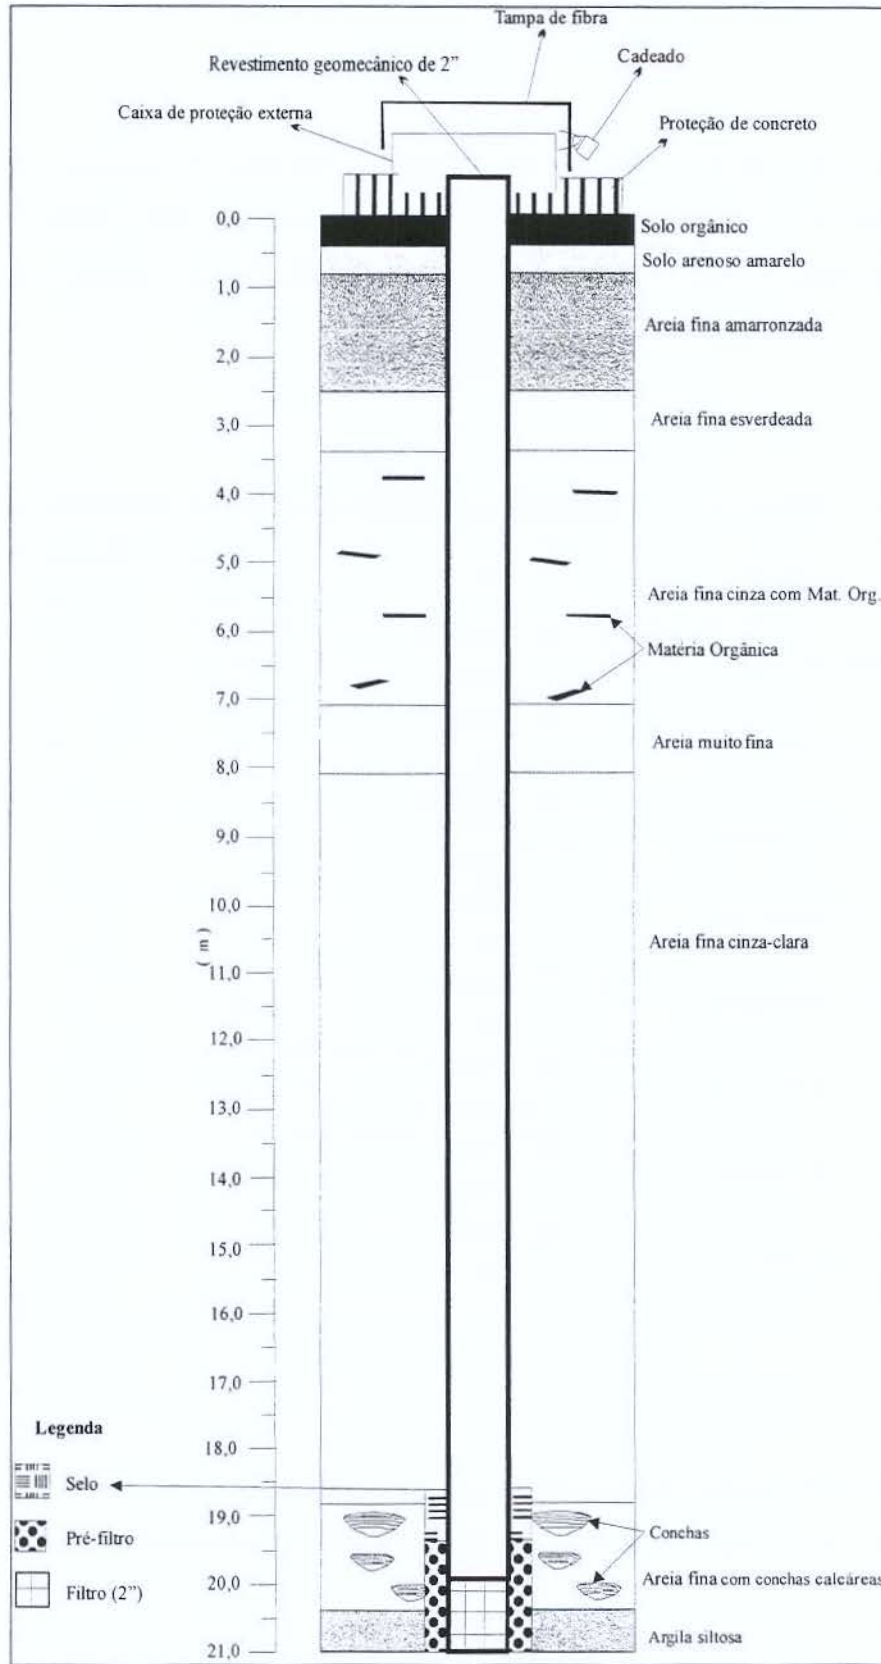 Tampa de fibra
Revestimento geomecânico de 2”
Cadeado
Caixa de proteção externa
Proteção de concreto
0,0
Solo orgânico
Solo arenoso amarelo
1,0
Areia fina amarronzada
2,0
3,0
Areia fina esverdeada
4,0
5,0
Areia fina cinza com Mat. Org.
6,0
Matéria Orgânica
7,0
Areia muito fina
8,0
9,0
10,0
( m )
Areia fina cinza-clara
11,0
12,0
13,0
14,0
15,0
16,0
17,0
Legenda
18,0
Selo
19,0
Conchas
Pré-filtro
20,0
Areia fina com conchas calcáreas
Filtro (2”)
Argila siltosa
21,0